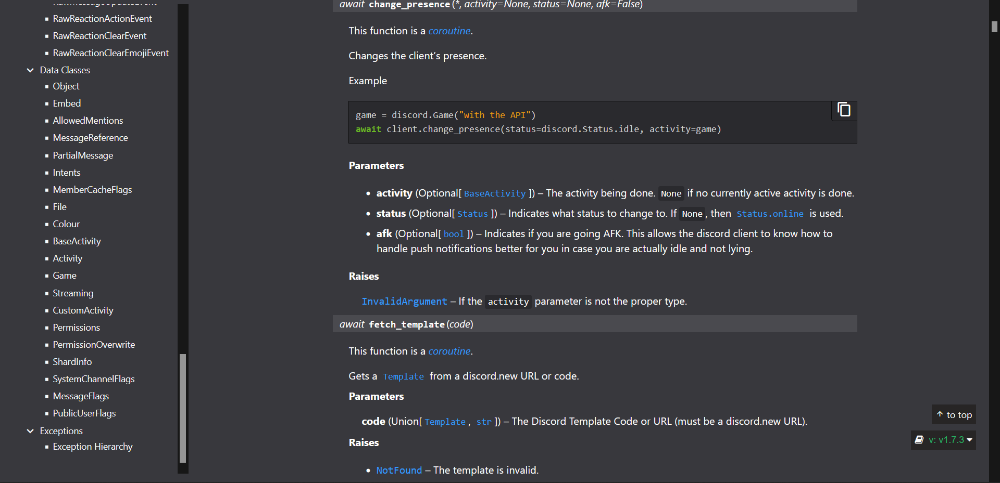 RawReactionActionEvent
RawReactionClearEvent
RawReactionClearEmojiEvent
Data Classes
Object
Embed
AllowedMentions
MessageReference
PartialMessage
Intents
MemberCacheFlags
File
Colour
BaseActivity
Activity
Game
Streaming
CustomActivity
Permissions
PermissionOverwrite
ShardInfo
SystemChannelFlags
MessageFlags
PublicUserFlags
Exceptions
Exception Hierarchy
await change_presence(*, activity=None, status=None, afk=False)
This function is a coroutine.
Changes the client’s presence.
Example
game = discord.Game("with the API")
await client.change_presence(status=discord.Status.idle, activity=game)
Parameters
• activity (Optional[ BaseActivity ]) – The activity being done. None if no currently active activity is done.
• status (Optional[ Status ]) – Indicates what status to change to. If None, then Status.online is used.
• afk (Optional[ bool ]) – Indicates if you are going AFK. This allows the discord client to know how to
handle push notifications better for you in case you are actually idle and not lying.
Raises
InvalidArgument – If the activity parameter is not the proper type.
await fetch_template(code)
This function is a coroutine.
Gets a Template from a discord.new URL or code.
Parameters
code (Union[ Template, str ]) – The Discord Template Code or URL (must be a discord.new URL).
Raises
• NotFound – The template is invalid.
to top
v: v1.7.3